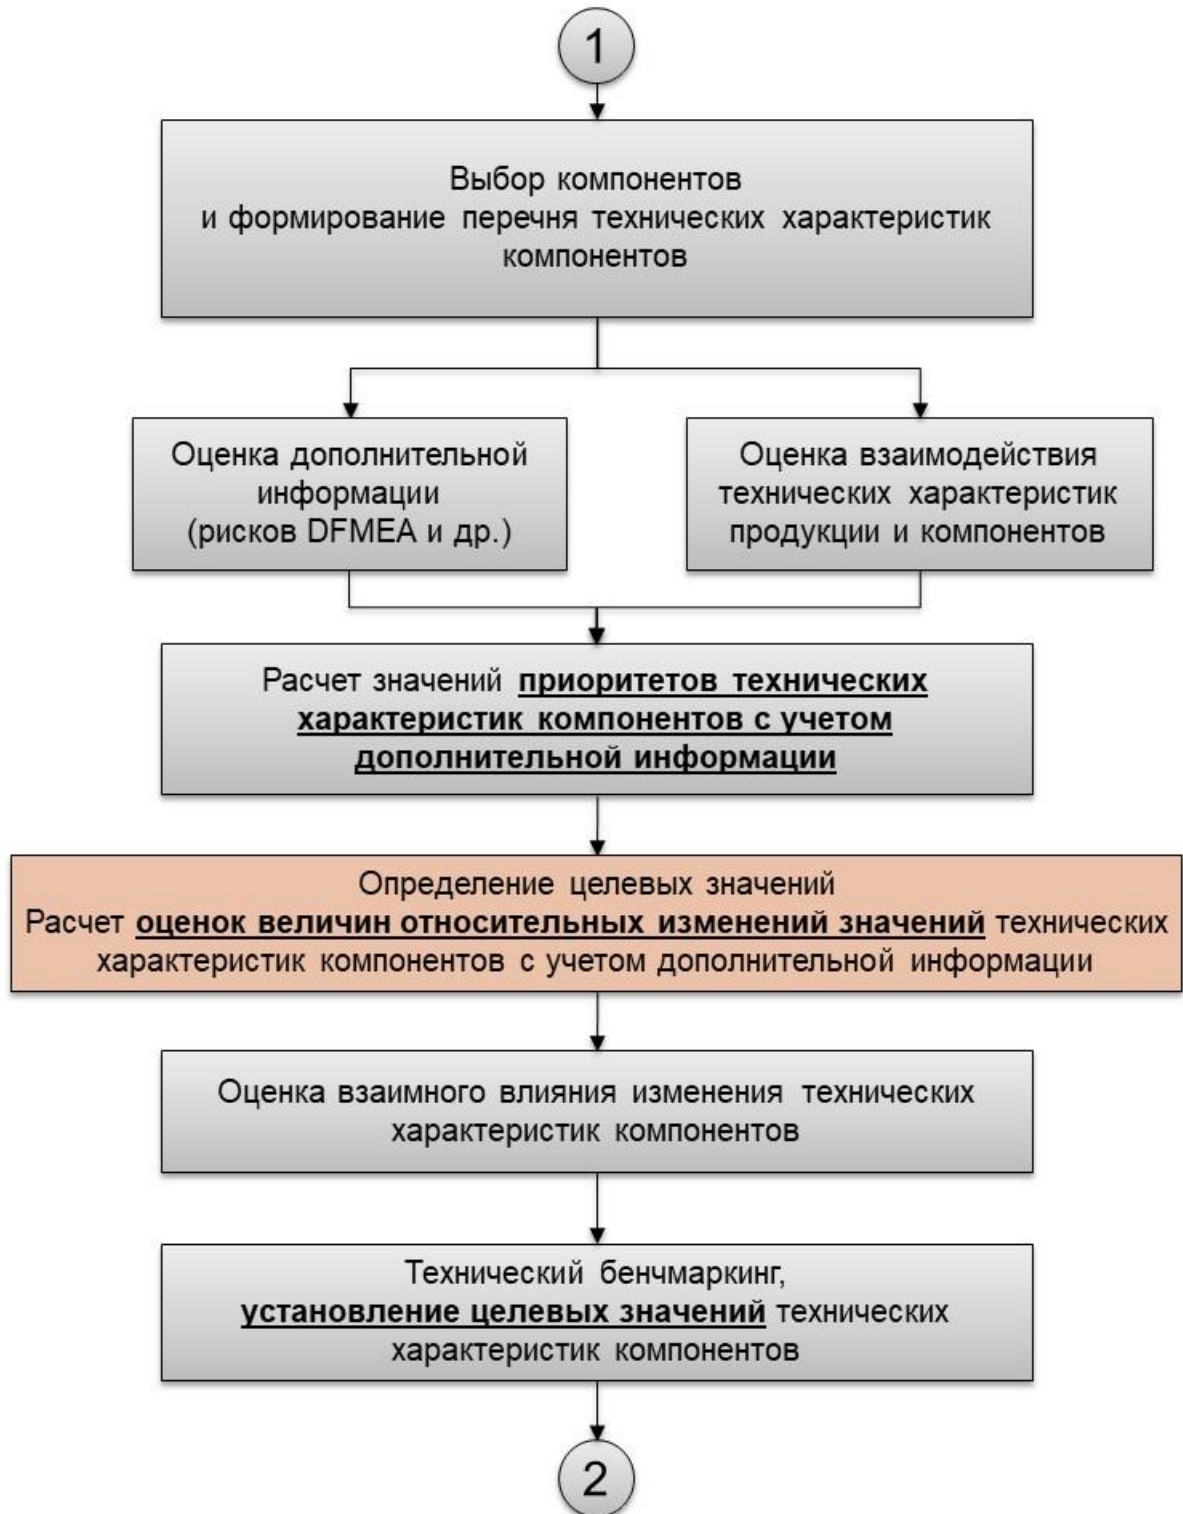 1
Выбор компонентов
и формирование перечня технических характеристик
компонентов
Оценка дополнительной
информации
(рисков DFMEA и др.)
Оценка взаимодействия
технических характеристик
продукции и компонентов
Расчет значений приоритетов технических
характеристик компонентов с учетом
дополнительной информации
Определение целевых значений
Расчет оценок величин относительных изменений значений технических
характеристик компонентов с учетом дополнительной информации
Оценка взаимного влияния изменения технических
характеристик компонентов
Технический бенчмаркинг,
установление целевых значений технических
характеристик компонентов
2